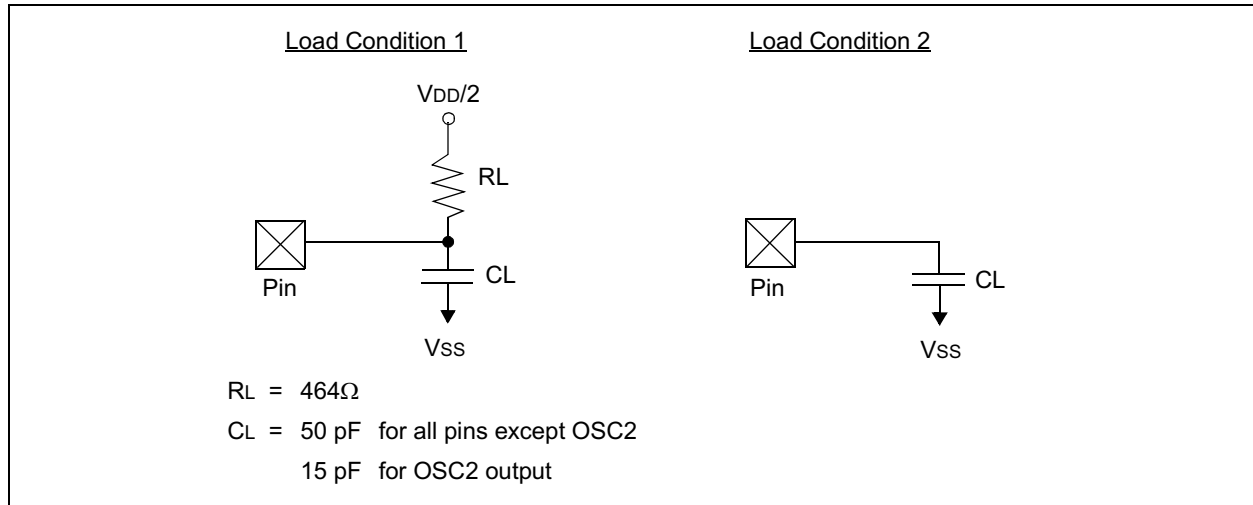 Load Condition 1
Load Condition 2
VDD/2
RL
Pin
CL
VSS
Pin
CL
VSS
RL = 464Ω
CL = 50 pF for all pins except OSC2
15 pF for OSC2 output